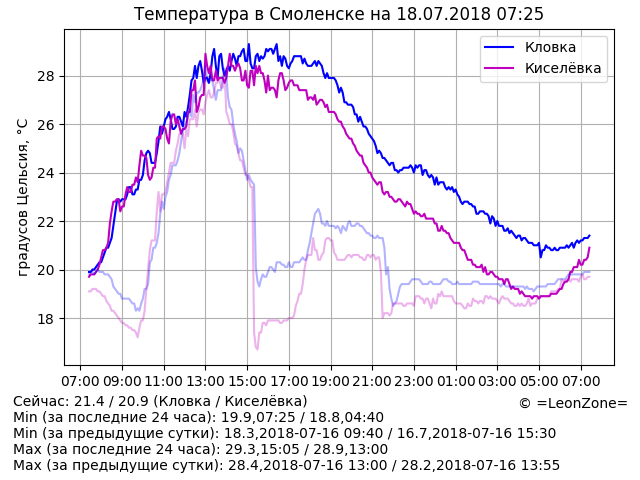 Температура в Смоленске на 18.07.2018 07:25
Кловка
Киселёвка
градусов Цельсия, °C
28
26
24
22
20
18
07:00 09:00 11:00 13:00 15:00 17:00 19:00 21:00 23:00 01:00 03:00 05:00 07:00
Сейчас: 21.4 / 20.9 (Кловка / Киселёвка)
© =LeonZone=
Min (за последние 24 часа): 19.9,07:25 / 18.8,04:40
Min (за предыдущие сутки): 18.3,2018-07-16 09:40 / 16.7,2018-07-16 15:30
Max (за последние 24 часа): 29.3,15:05 / 28.9,13:00
Max (за предыдущие сутки): 28.4,2018-07-16 13:00 / 28.2,2018-07-16 13:55